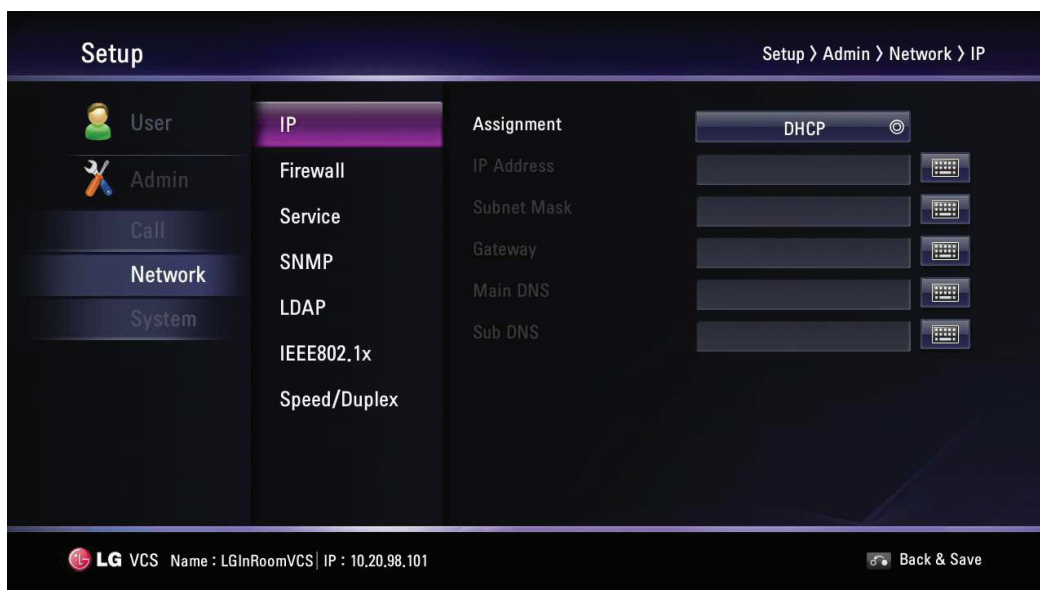 Setup
Setup 〉 Admin 〉 Network 〉 IP
User
Admin
Call
Network
System
IP
Firewall
Service
SNMP
LDAP
IEEE802.1x
Speed/Duplex
Assignment
DHCP
IP Address
Subnet Mask
Gateway
Main DNS
Sub DNS
LG VCS Name : LGInRoomVCS| IP : 10.20.98.101
Back & Save